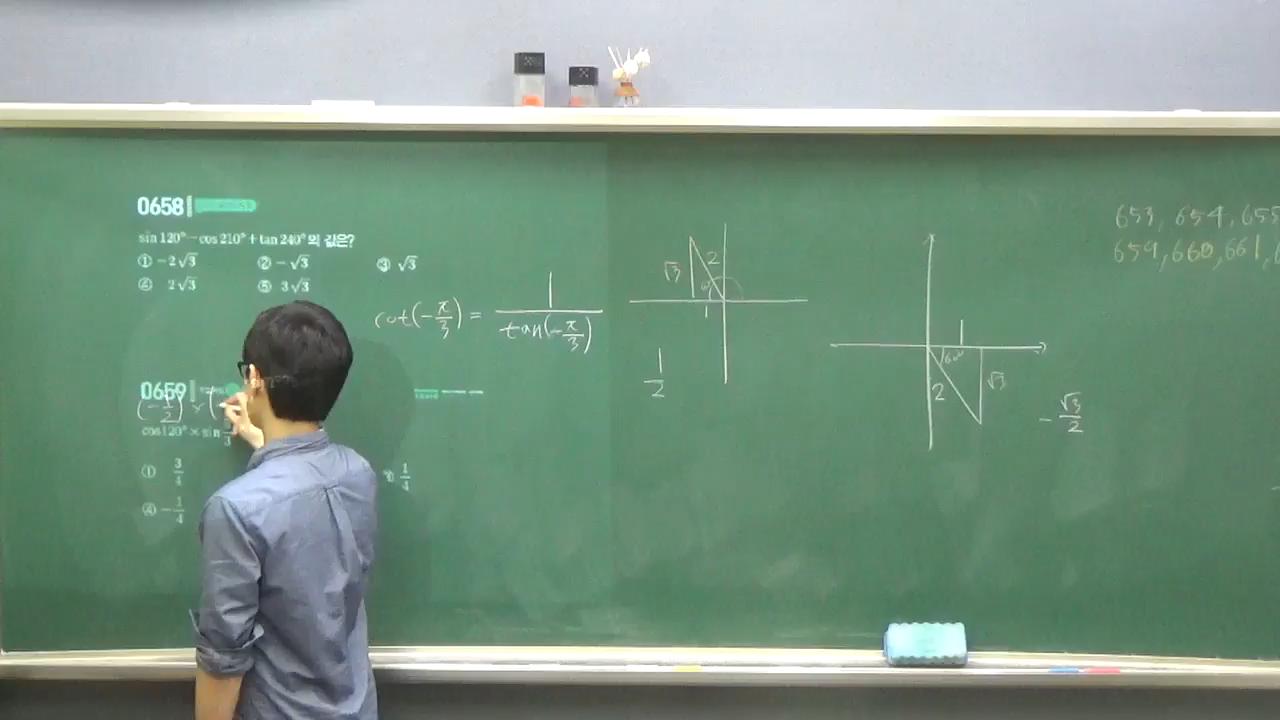 0658
sin 120° - cos 210° + tan 240°의 값은?
① -2√3 ② -√3 ③ √3
④ 2√3 ⑤ 3√3
cot(-π/3) = 1/tan(-π/3)
0659
(-1/2) × (
cos 120° × sin
① 3/4
1/4
④ -1/4
√3
2
1
1/2
1
60°
2
√3
-√3/2
653, 654, 655
659, 660, 661,